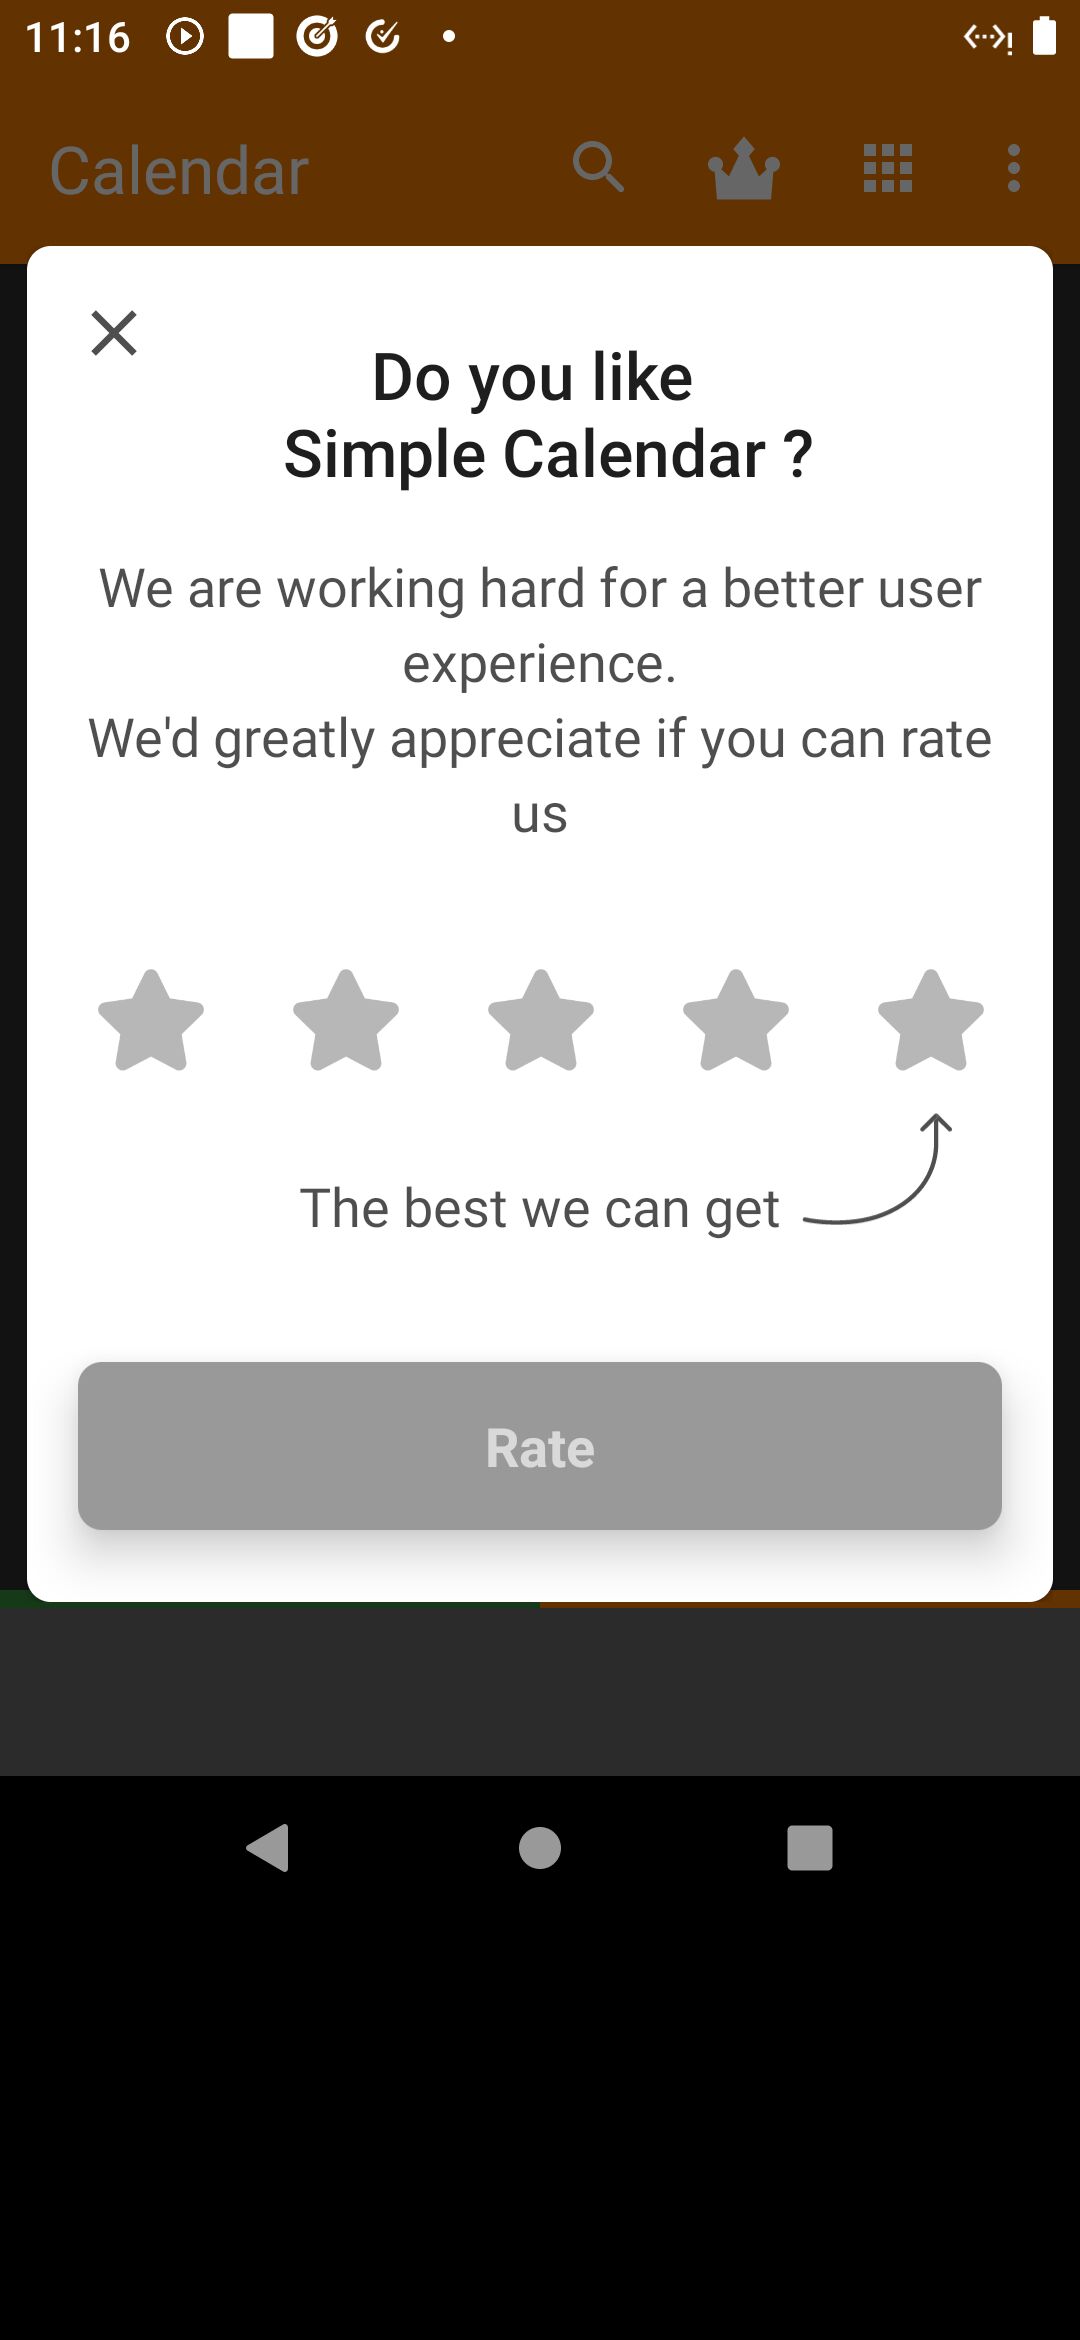 11:16
Calendar
Do you like
Simple Calendar ?
We are working hard for a better user
experience.
We'd greatly appreciate if you can rate
us
The best we can get
Rate